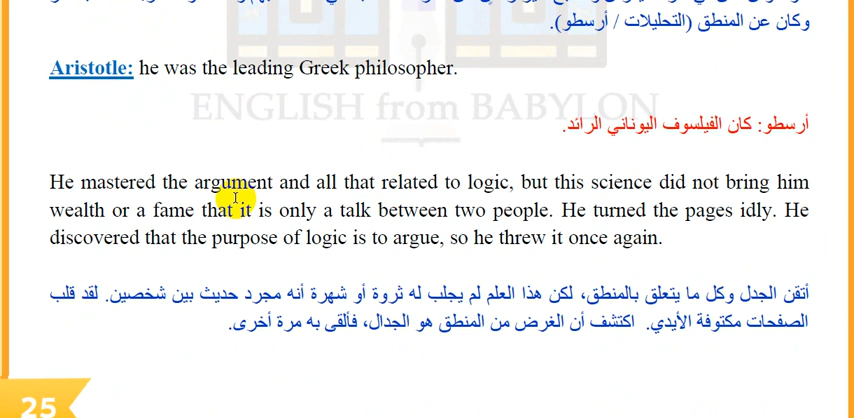 وكان عن المنطق (التحليلات / أرسطو).
Aristotle: he was the leading Greek philosopher.
ENGLISH from BABYLON
أرسطو: كان الفيلسوف اليوناني الرائد.
He mastered the argument and all that related to logic, but this science did not bring him
wealth or a fame that it is only a talk between two people. He turned the pages idly. He
discovered that the purpose of logic is to argue, so he threw it once again.
أتقن الجدل وكل ما يتعلق بالمنطق، لكن هذا العلم لم يجلب له ثروة أو شهرة أنه مجرد حديث بين شخصين. لقد قلب
الصفحات مكتوفة الأيدي. اكتشف أن الغرض من المنطق هو الجدال، فألقى به مرة أخرى.
25